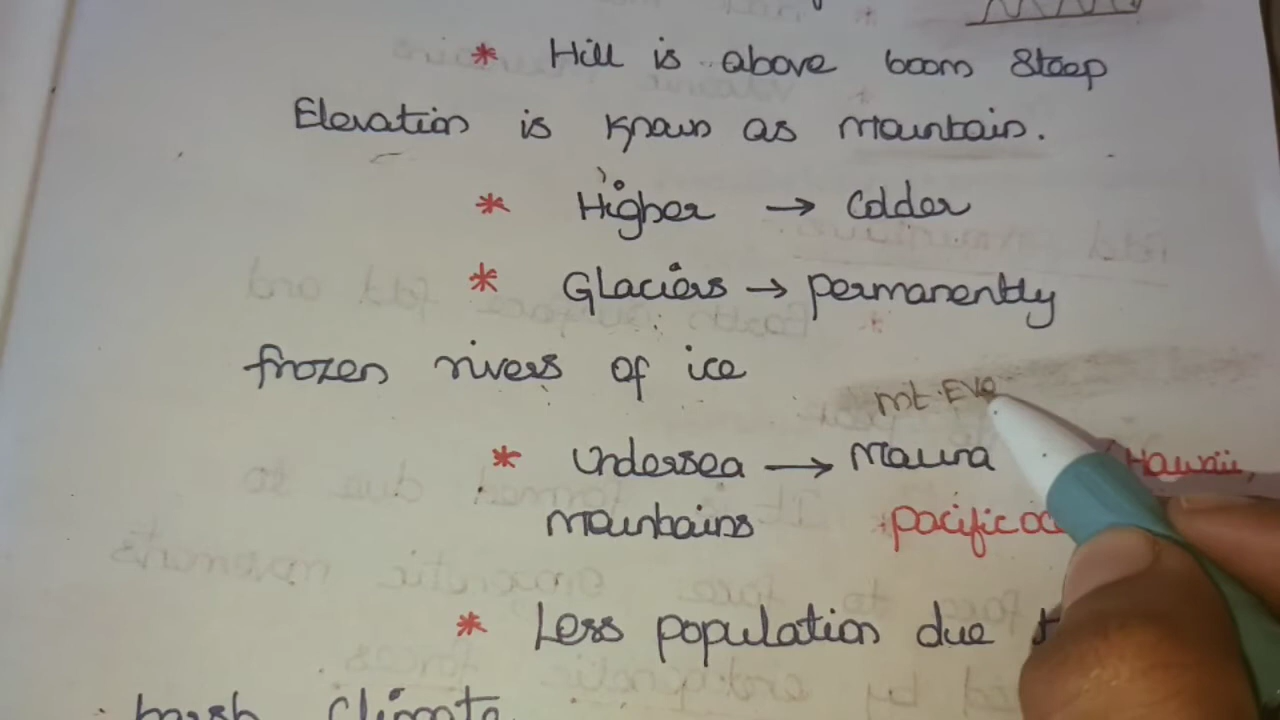 * Hill is above 600m Steep
Elevation is known as mountain.
* Higher → Colder
* Glaciers → permanently
frozen rivers of ice
mt. Eve
* Undersea → Mauna (Hawaii,
mountains pacific oc
* Less population due t
harsh climate